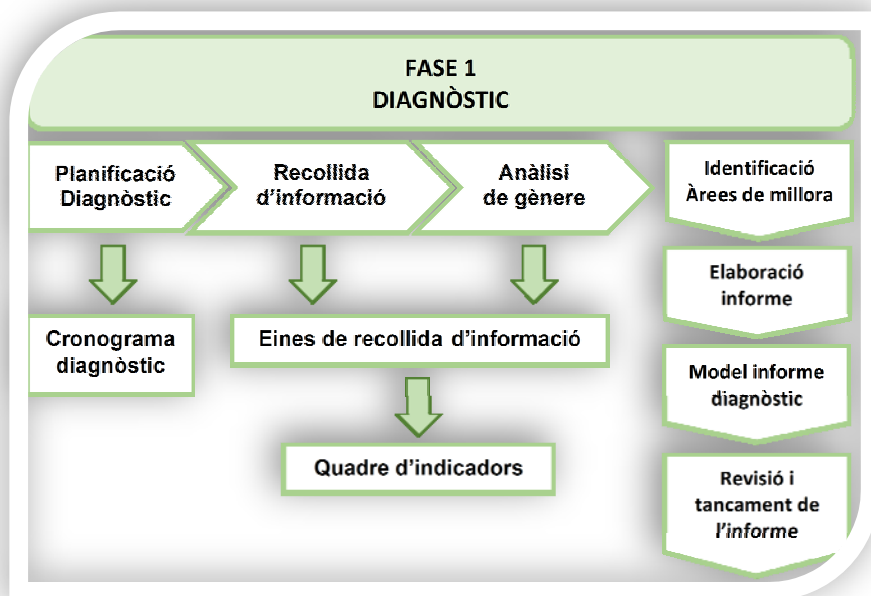 FASE 1
DIAGNÒSTIC
Planificació
Diagnòstic
Recollida
d'informació
Anàlisi
de gènere
Identificació
Àrees de millora
Elaboració
informe
Cronograma
diagnòstic
Eines de recollida d'informació
Model informe
diagnòstic
Quadre d'indicadors
Revisió i
tancament de
l'informe